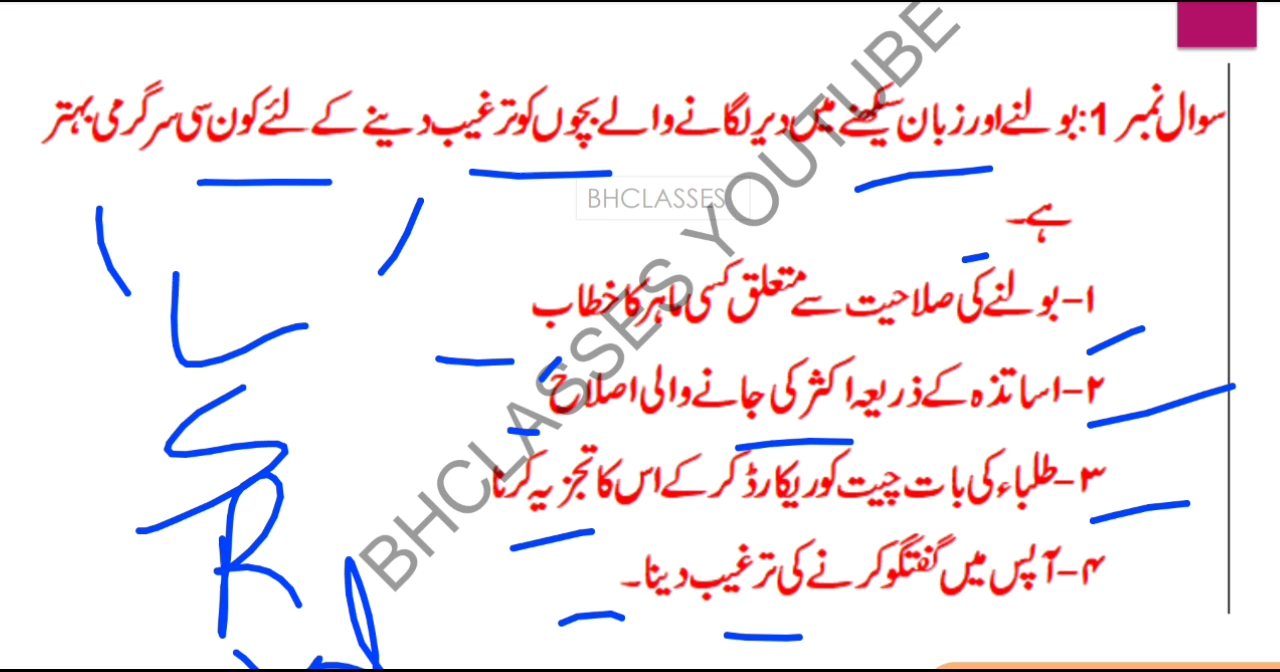 سوال نمبر 1: بولنے اور زبان سیکھنے میں دیر لگانے والے بچوں کو ترغیب دینے کے لئے کون سی سرگرمی بہتر
ہے۔
BHCLASSES
۱- بولنے کی صلاحیت سے متعلق کسی ماہر کا خطاب
۲- اساتذہ کے ذریعہ اکثر کی جانے والی اصلاح
۳- طلباء کی بات چیت کو ریکارڈ کر کے اس کا تجزیہ کرنا
۴- آپس میں گفتگو کرنے کی ترغیب دینا۔
BHCLASSES YOUTUBE
L
S
R